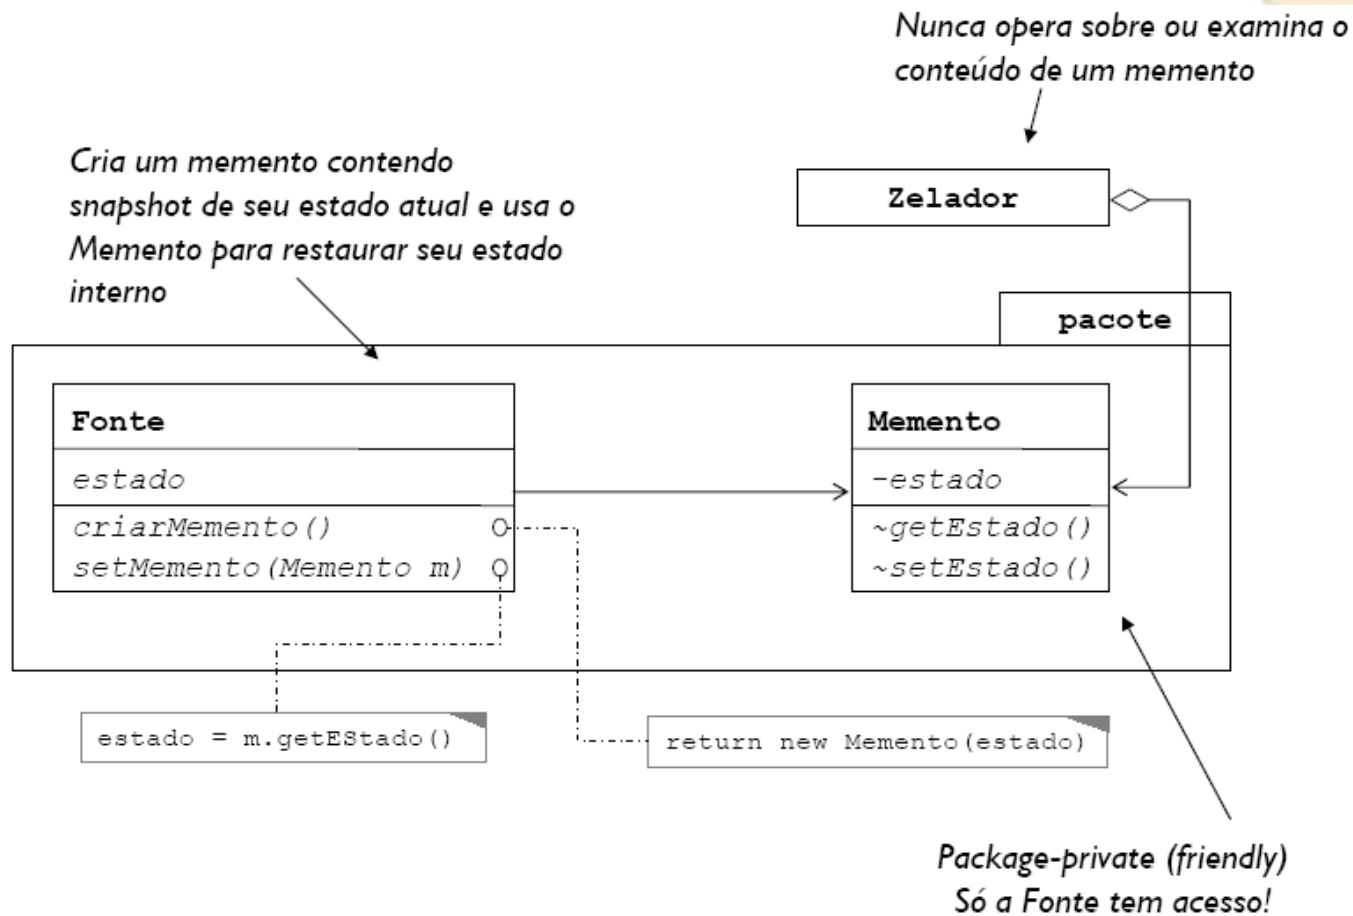 Nunca opera sobre ou examina o
conteúdo de um memento
Cria um memento contendo
snapshot de seu estado atual e usa o
Memento para restaurar seu estado
interno
Zelador
pacote
Fonte
estado
criarMemento()
setMemento(Memento m)
Memento
-estado
~getEstado()
~setEstado()
estado = m.getEStado()
return new Memento(estado)
Package-private (friendly)
Só a Fonte tem acesso!